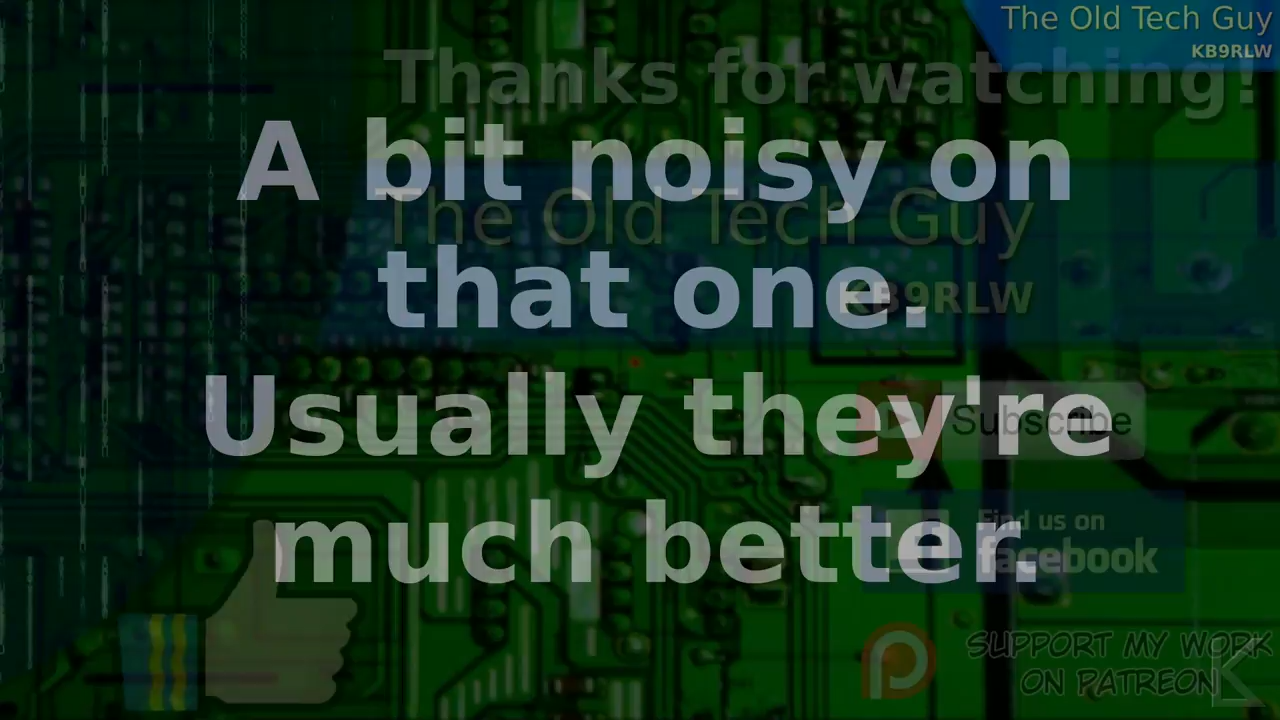 The Old Tech Guy
KB9RLW
Thanks for watching!
A bit noisy on
The Old Tech Guy
that one.
KB9RLW
Usually they're
Subscribe
much better.
Find us on
facebook
SUPPORT MY WORK
ON PATREON